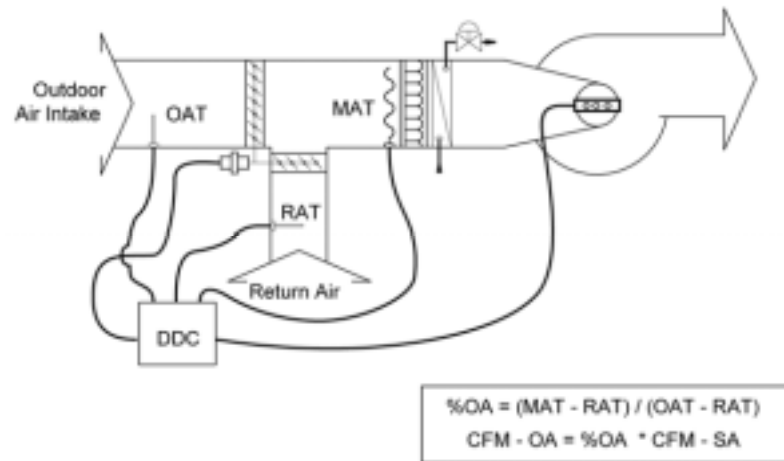 Outdoor
Air Intake
OAT
MAT
RAT
Return Air
DDC
%OA = (MAT - RAT) / (OAT - RAT)
CFM - OA = %OA * CFM - SA